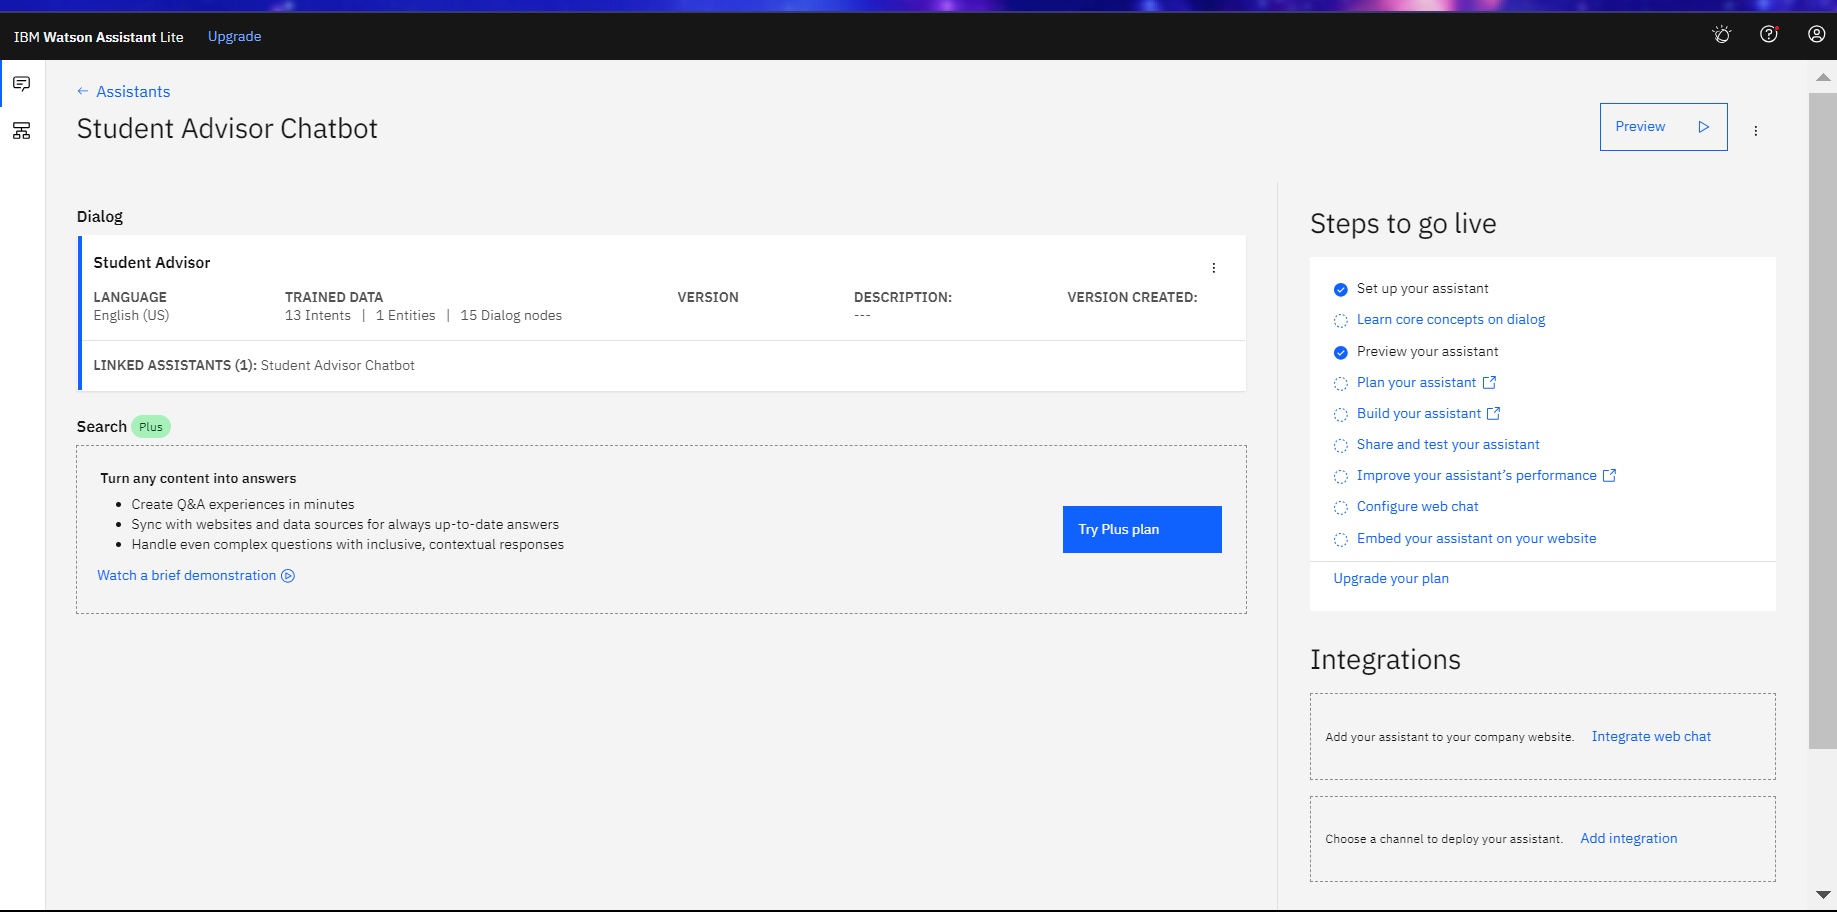 IBM Watson Assistant Lite Upgrade
Assistants
Student Advisor Chatbot
Preview
Dialog
Student Advisor
LANGUAGE TRAINED DATA VERSION DESCRIPTION: VERSION CREATED:
English (US) 13 Intents | 1 Entities | 15 Dialog nodes ---
LINKED ASSISTANTS (1): Student Advisor Chatbot
Search Plus
Turn any content into answers
• Create Q&A experiences in minutes
• Sync with websites and data sources for always up-to-date answers
• Handle even complex questions with inclusive, contextual responses
Watch a brief demonstration
Try Plus plan
Steps to go live
Set up your assistant
Learn core concepts on dialog
Preview your assistant
Plan your assistant
Build your assistant
Share and test your assistant
Improve your assistant's performance
Configure web chat
Embed your assistant on your website
Upgrade your plan
Integrations
Add your assistant to your company website. Integrate web chat
Choose a channel to deploy your assistant. Add integration